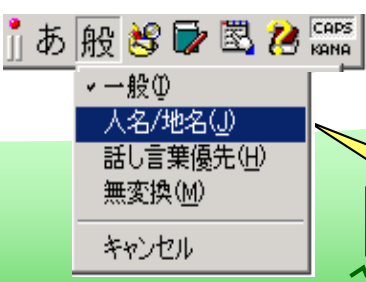 あ 般 CAPS
KANA
✓一般(I)
人名/地名(J)
話し言葉優先(H)
無変換(M)
キャンセル